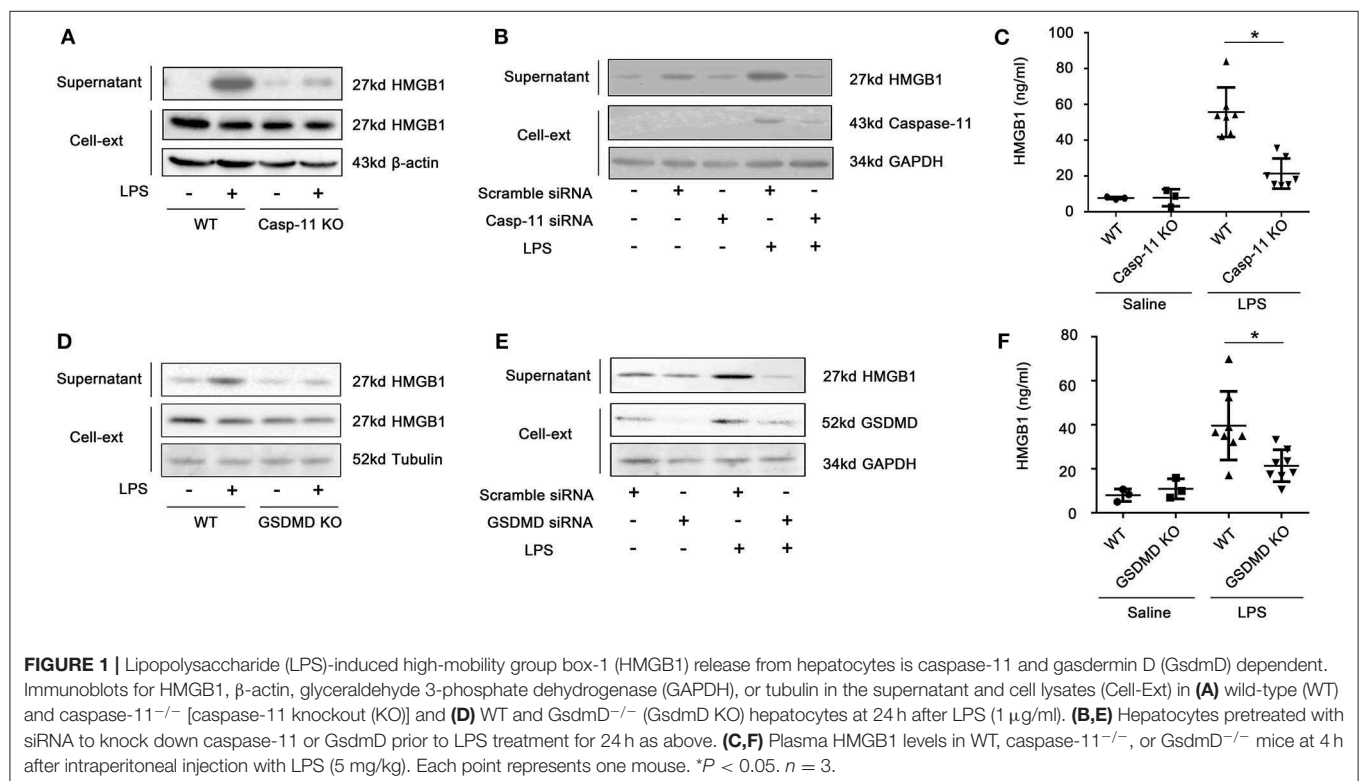 A
Supernatant
27kd HMGB1
Cell-ext
27kd HMGB1
43kd β-actin
LPS - + - +
WT Casp-11 KO
B
Supernatant
27kd HMGB1
Cell-ext
43kd Caspase-11
34kd GAPDH
Scramble siRNA - + - + -
Casp-11 siRNA - - + - +
LPS - - - + +
C
HMGB1 (ng/ml)
100
80
60
40
20
0
*
WT Casp-11 KO WT Casp-11 KO
Saline LPS
D
Supernatant
27kd HMGB1
Cell-ext
27kd HMGB1
52kd Tubulin
LPS - + - +
WT GSDMD KO
E
Supernatant
27kd HMGB1
Cell-ext
52kd GSDMD
34kd GAPDH
Scramble siRNA + - + -
GSDMD siRNA - + - +
LPS - - + +
F
HMGB1 (ng/ml)
80
60
40
20
0
*
WT GSDMD KO WT GSDMD KO
Saline LPS
FIGURE 1 | Lipopolysaccharide (LPS)-induced high-mobility group box-1 (HMGB1) release from hepatocytes is caspase-11 and gasdermin D (GsdmD) dependent.
Immunoblots for HMGB1, β-actin, glyceraldehyde 3-phosphate dehydrogenase (GAPDH), or tubulin in the supernatant and cell lysates (Cell-Ext) in (A) wild-type (WT)
and caspase-11−/− [caspase-11 knockout (KO)] and (D) WT and GsdmD−/− (GsdmD KO) hepatocytes at 24 h after LPS (1 μg/ml). (B,E) Hepatocytes pretreated with
siRNA to knock down caspase-11 or GsdmD prior to LPS treatment for 24 h as above. (C,F) Plasma HMGB1 levels in WT, caspase-11−/−, or GsdmD−/− mice at 4 h
after intraperitoneal injection with LPS (5 mg/kg). Each point represents one mouse. *P < 0.05. n = 3.